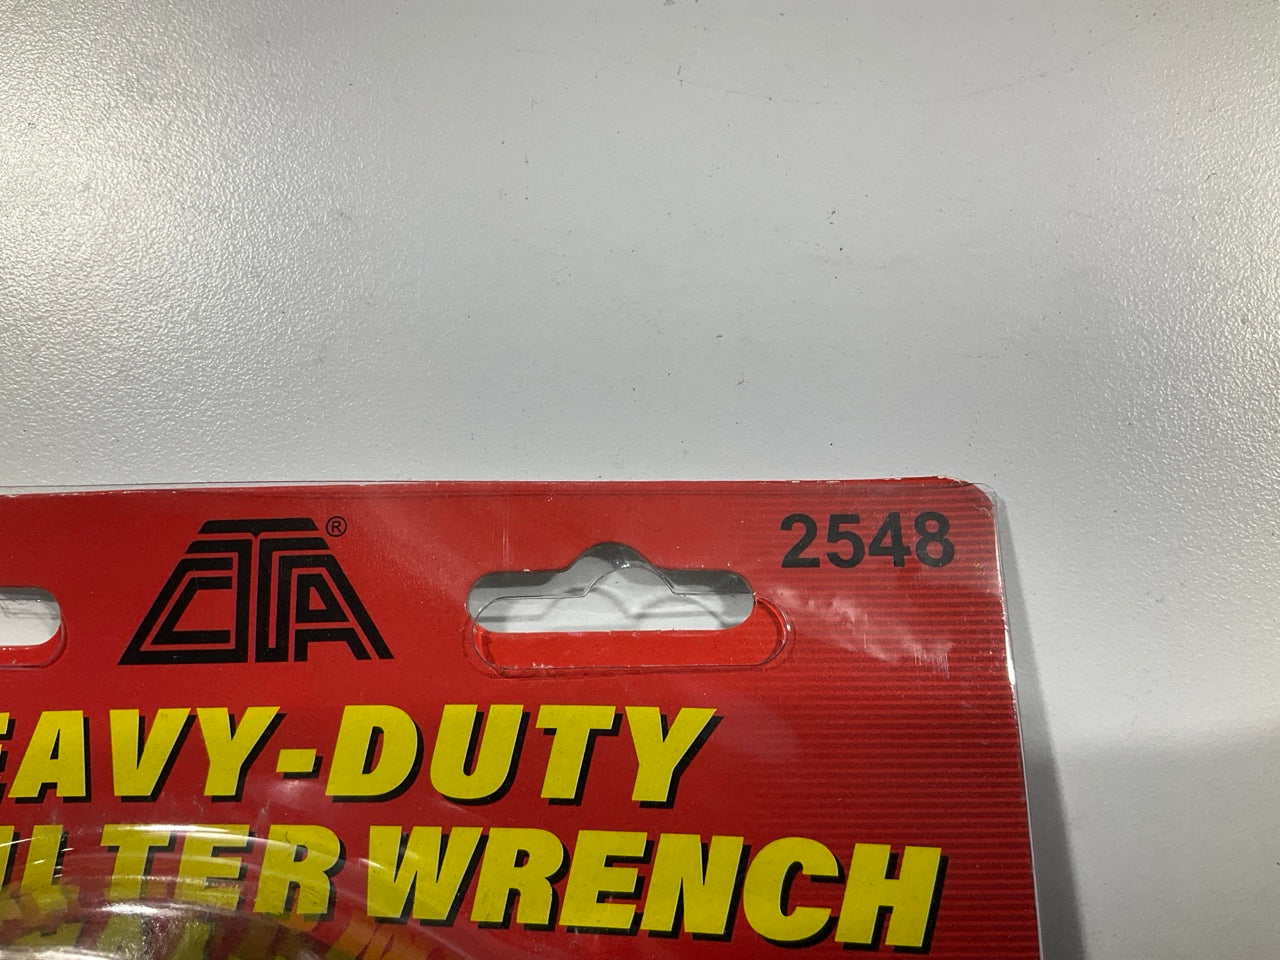 CTA®
2548
EAVY-DUTY
ILTER WRENCH